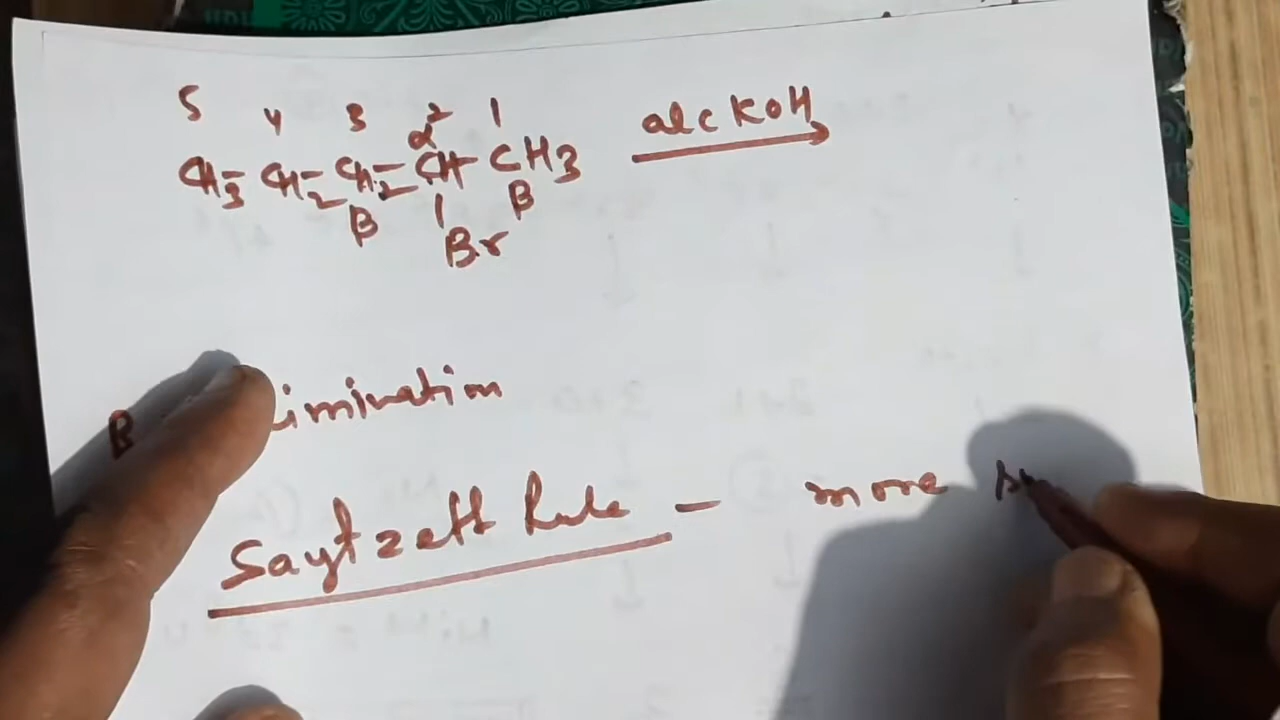 5 4 3 2 1
α
CH3-CH2-CH2-CH-CH3 alc KOH
β | β
Br
β imination
Saytzeff Rule - more